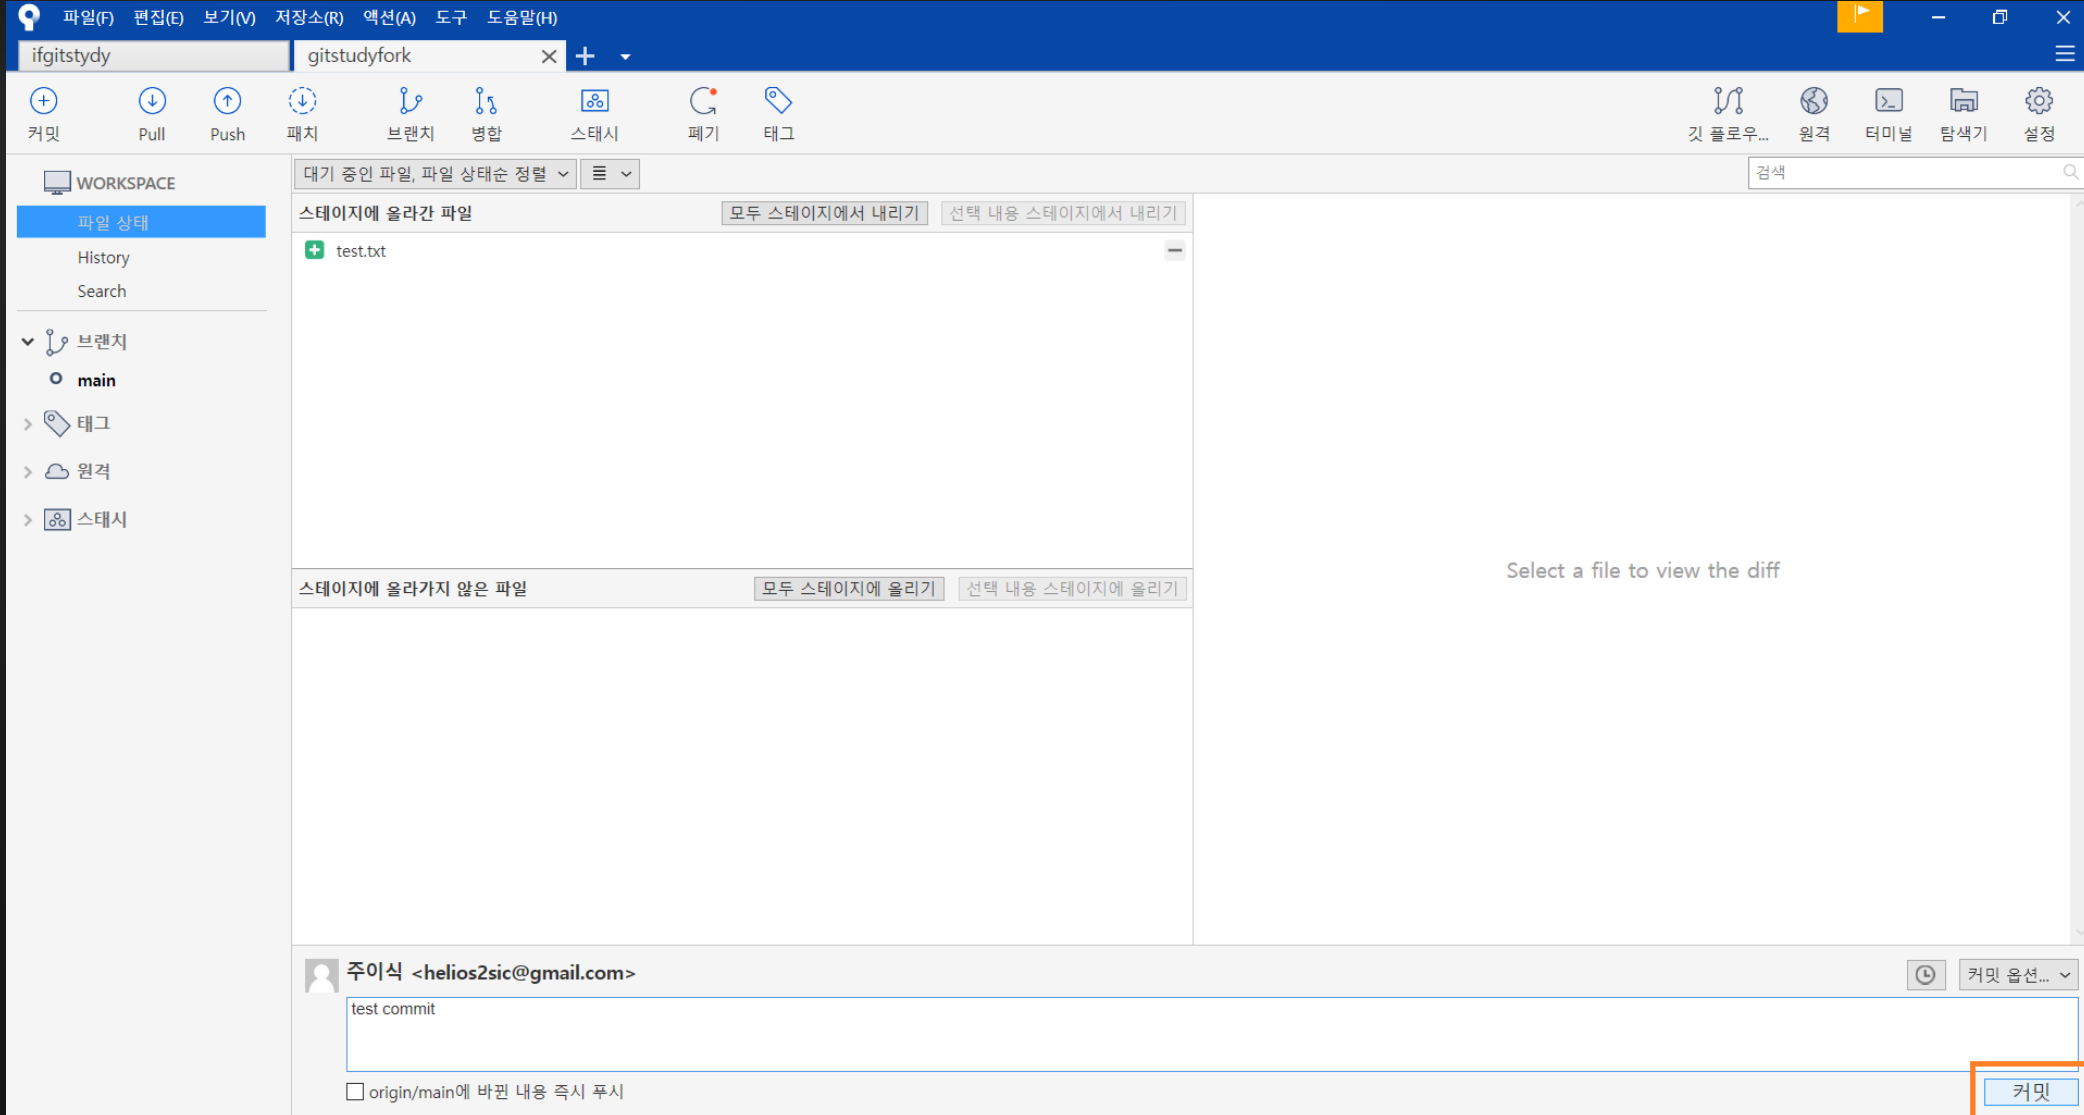 파일(F) 편집(E) 보기(V) 저장소(R) 액션(A) 도구 도움말(H)
ifgitstydy gitstudyfork
커밋 Pull Push 패치 브랜치 병합 스태시 폐기 태그 깃 플로우... 원격 터미널 탐색기 설정
WORKSPACE
파일 상태
History
Search
브랜치
main
태그
원격
스태시
대기 중인 파일, 파일 상태순 정렬
검색
스테이지에 올라간 파일 모두 스테이지에서 내리기 선택 내용 스테이지에서 내리기
test.txt
스테이지에 올라가지 않은 파일 모두 스테이지에 올리기 선택 내용 스테이지에 올리기
Select a file to view the diff
주이식 <helios2sic@gmail.com>
커밋 옵션...
test commit
origin/main에 바뀐 내용 즉시 푸시
커밋